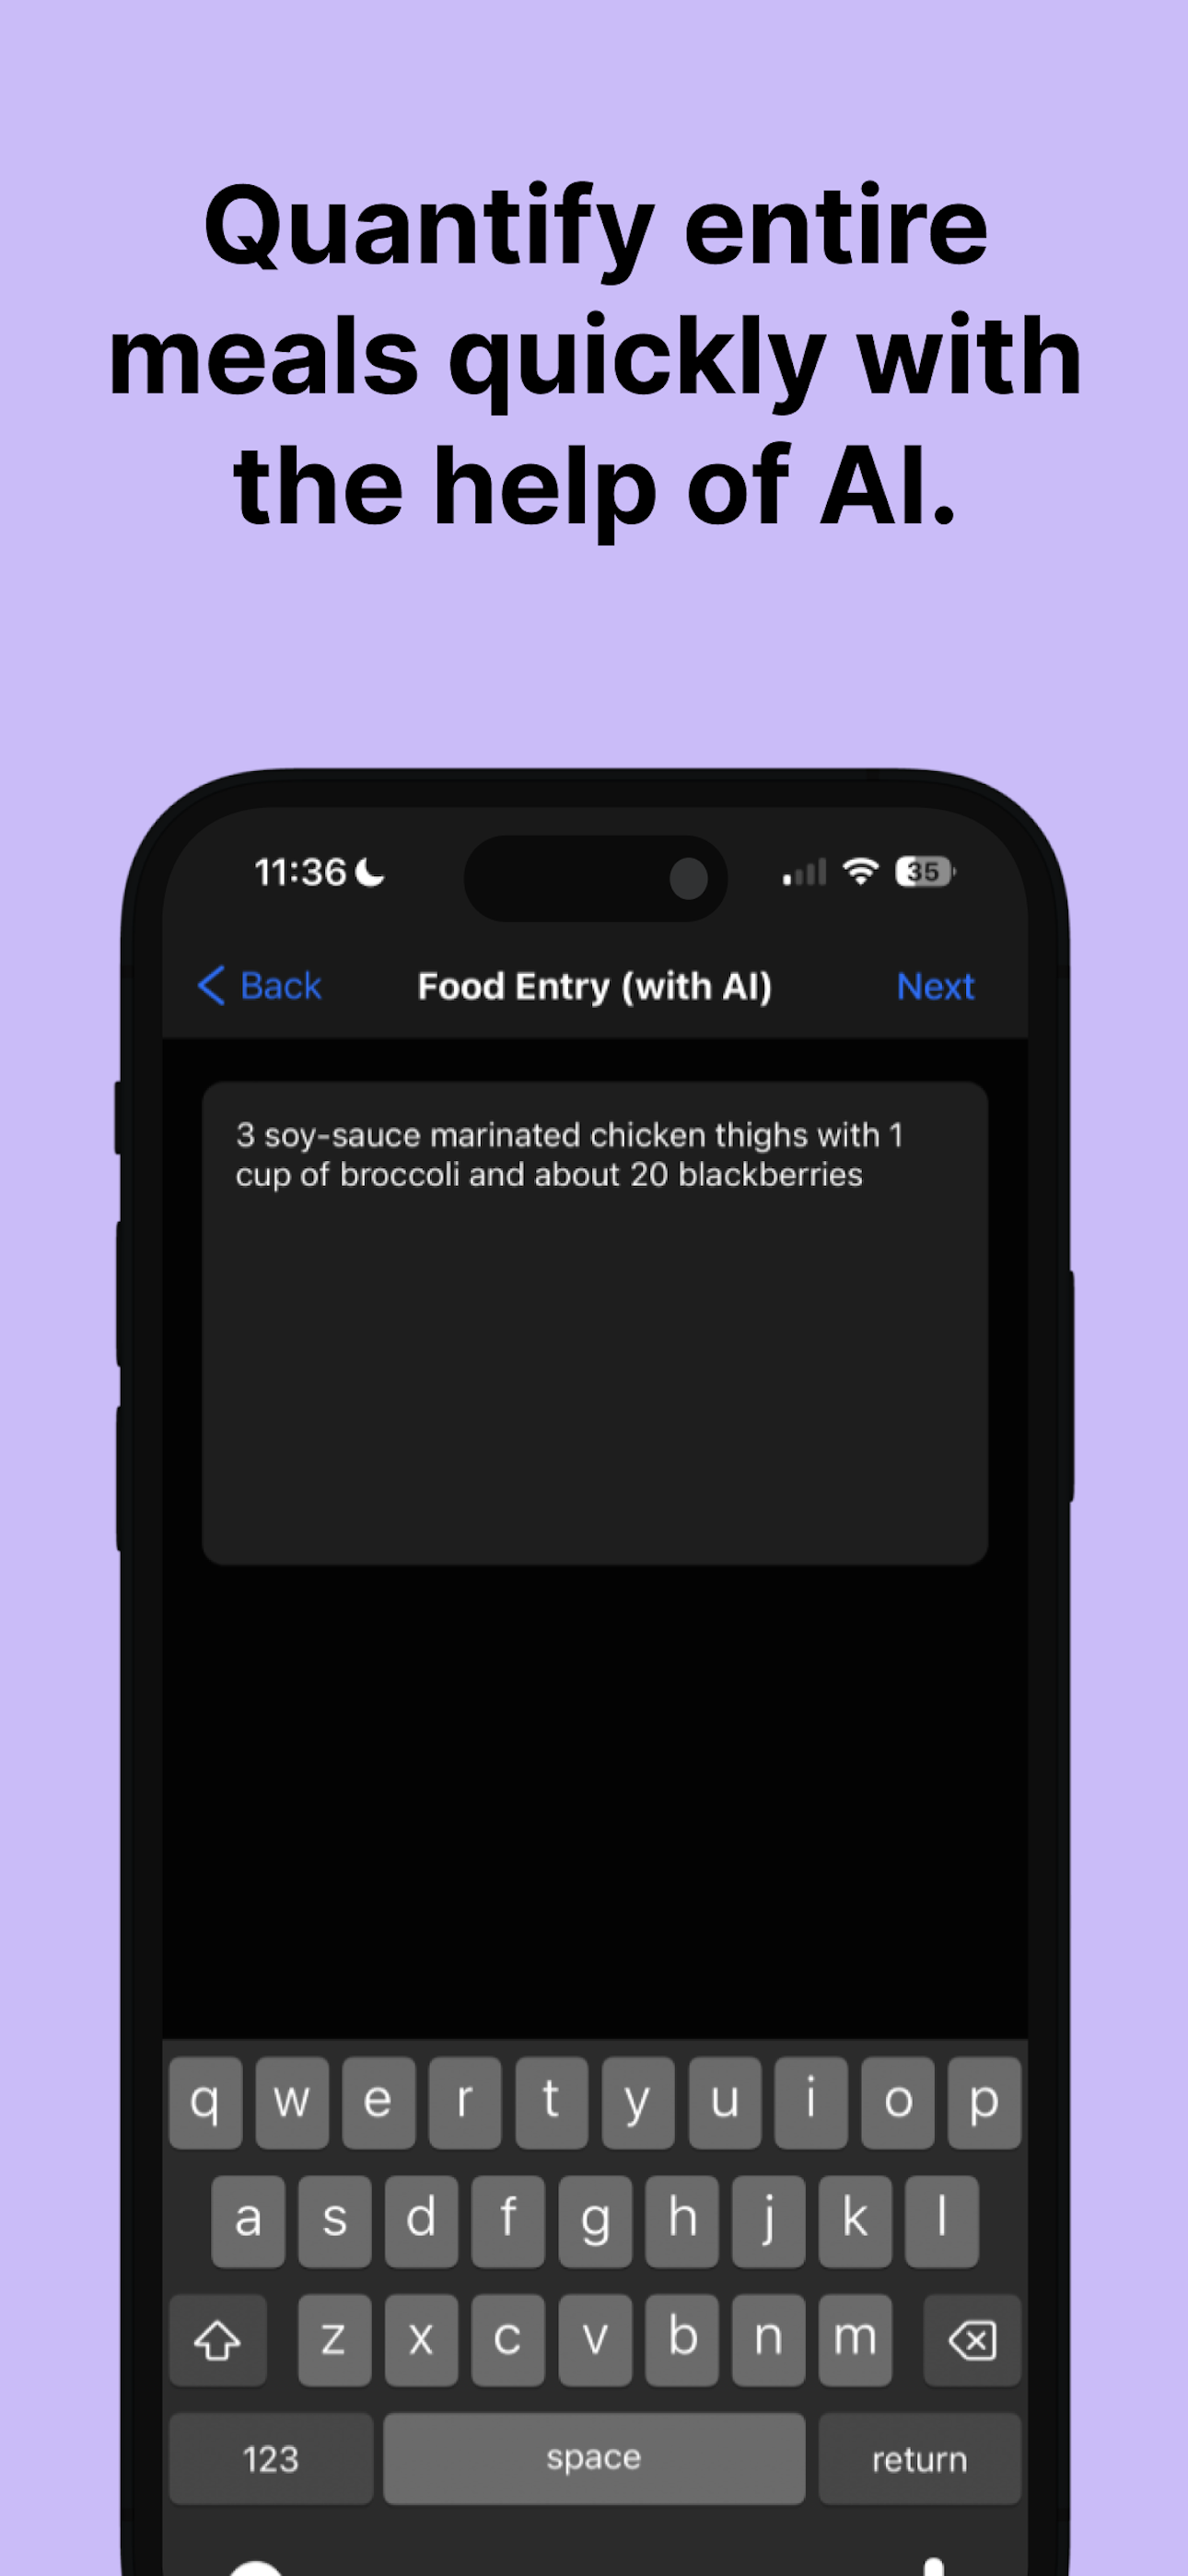 Quantify entire
meals quickly with
the help of AI.
11:36
35
Back
Food Entry (with AI)
Next
3 soy-sauce marinated chicken thighs with 1
cup of broccoli and about 20 blackberries
q w e r t y u i o p
a s d f g h j k l
z x c v b n m
123 space return